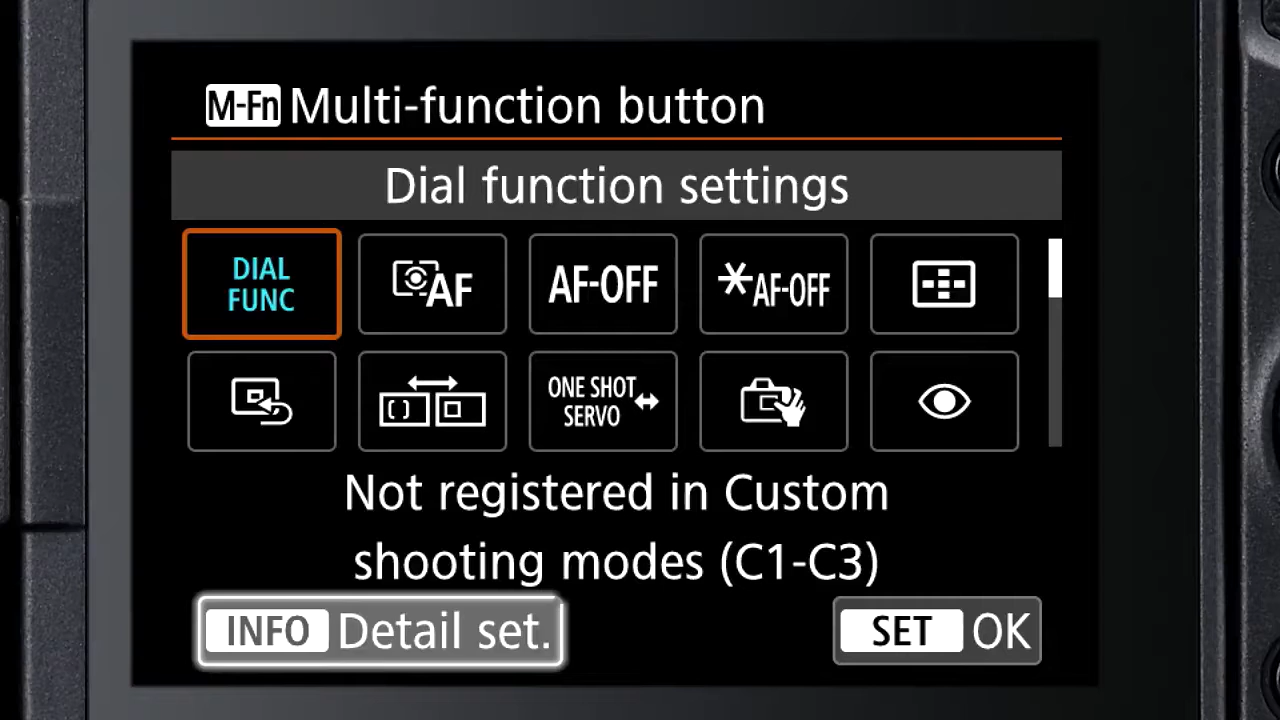 M-Fn Multi-function button
Dial function settings
DIAL
FUNC
AF
AF-OFF
*AF-OFF
ONE SHOT
SERVO
Not registered in Custom
shooting modes (C1-C3)
INFO Detail set.
SET OK